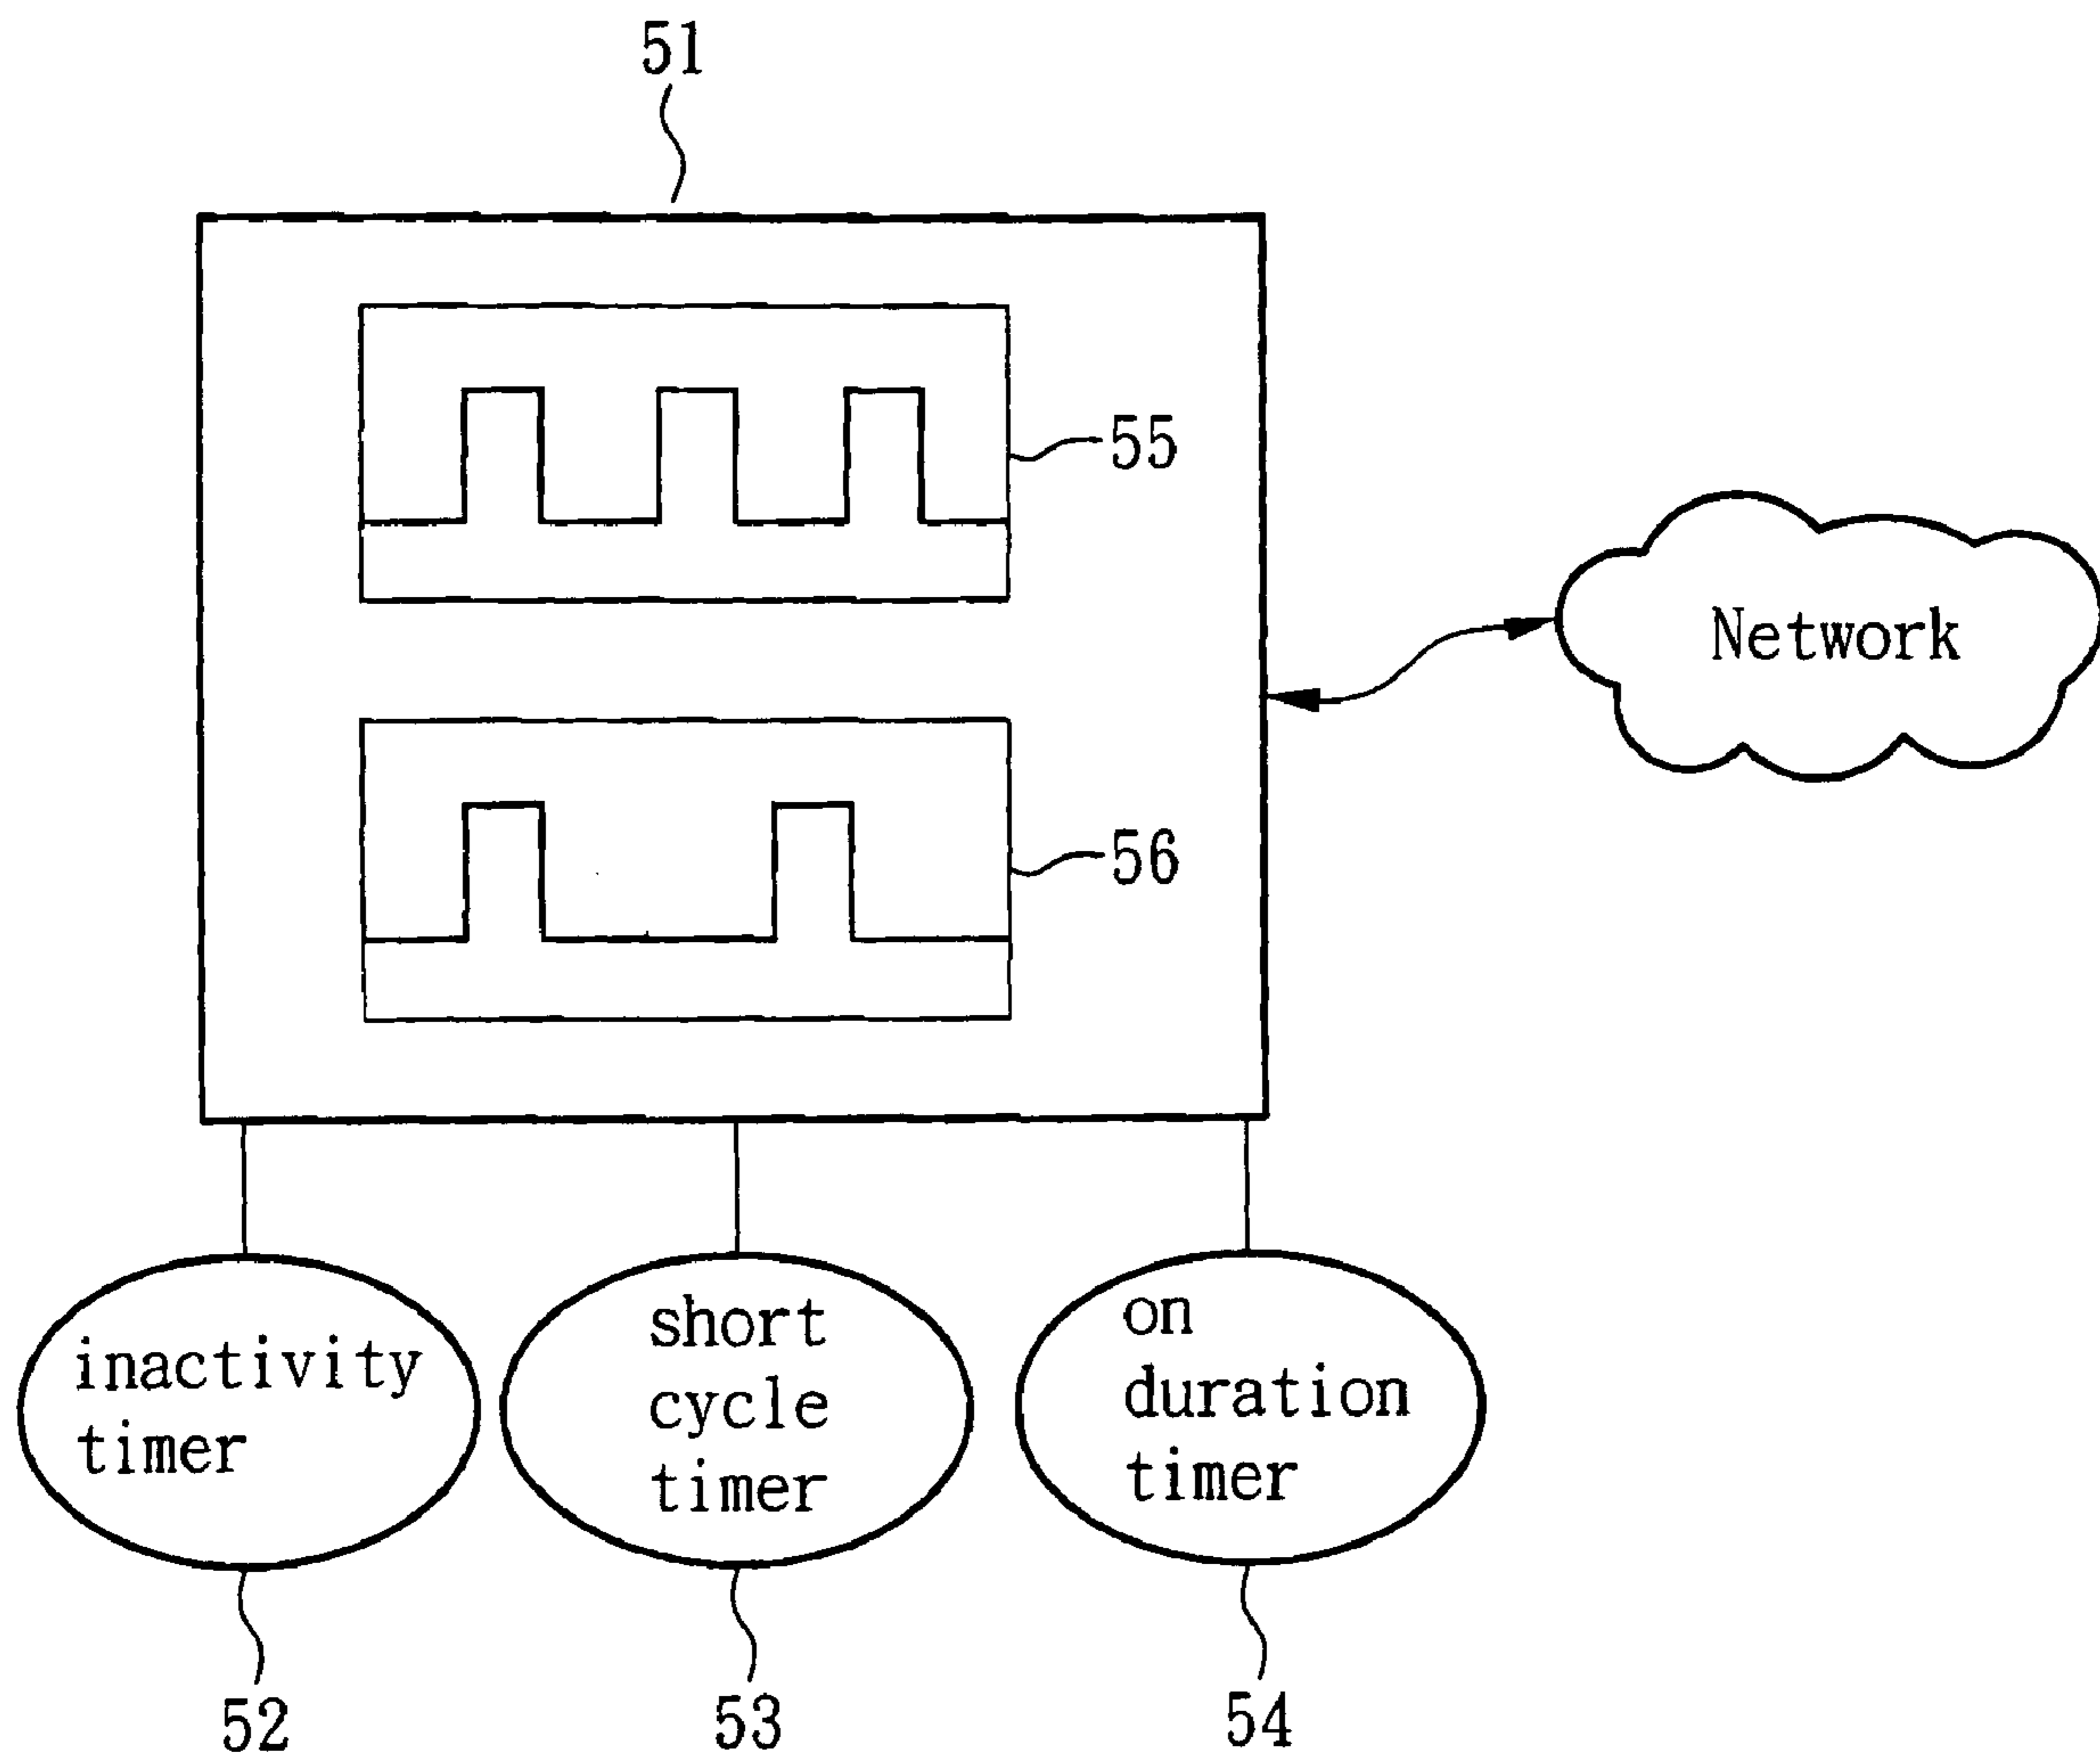 51
55
Network
56
inactivity
timer
short
cycle
timer
on
duration
timer
52
53
54